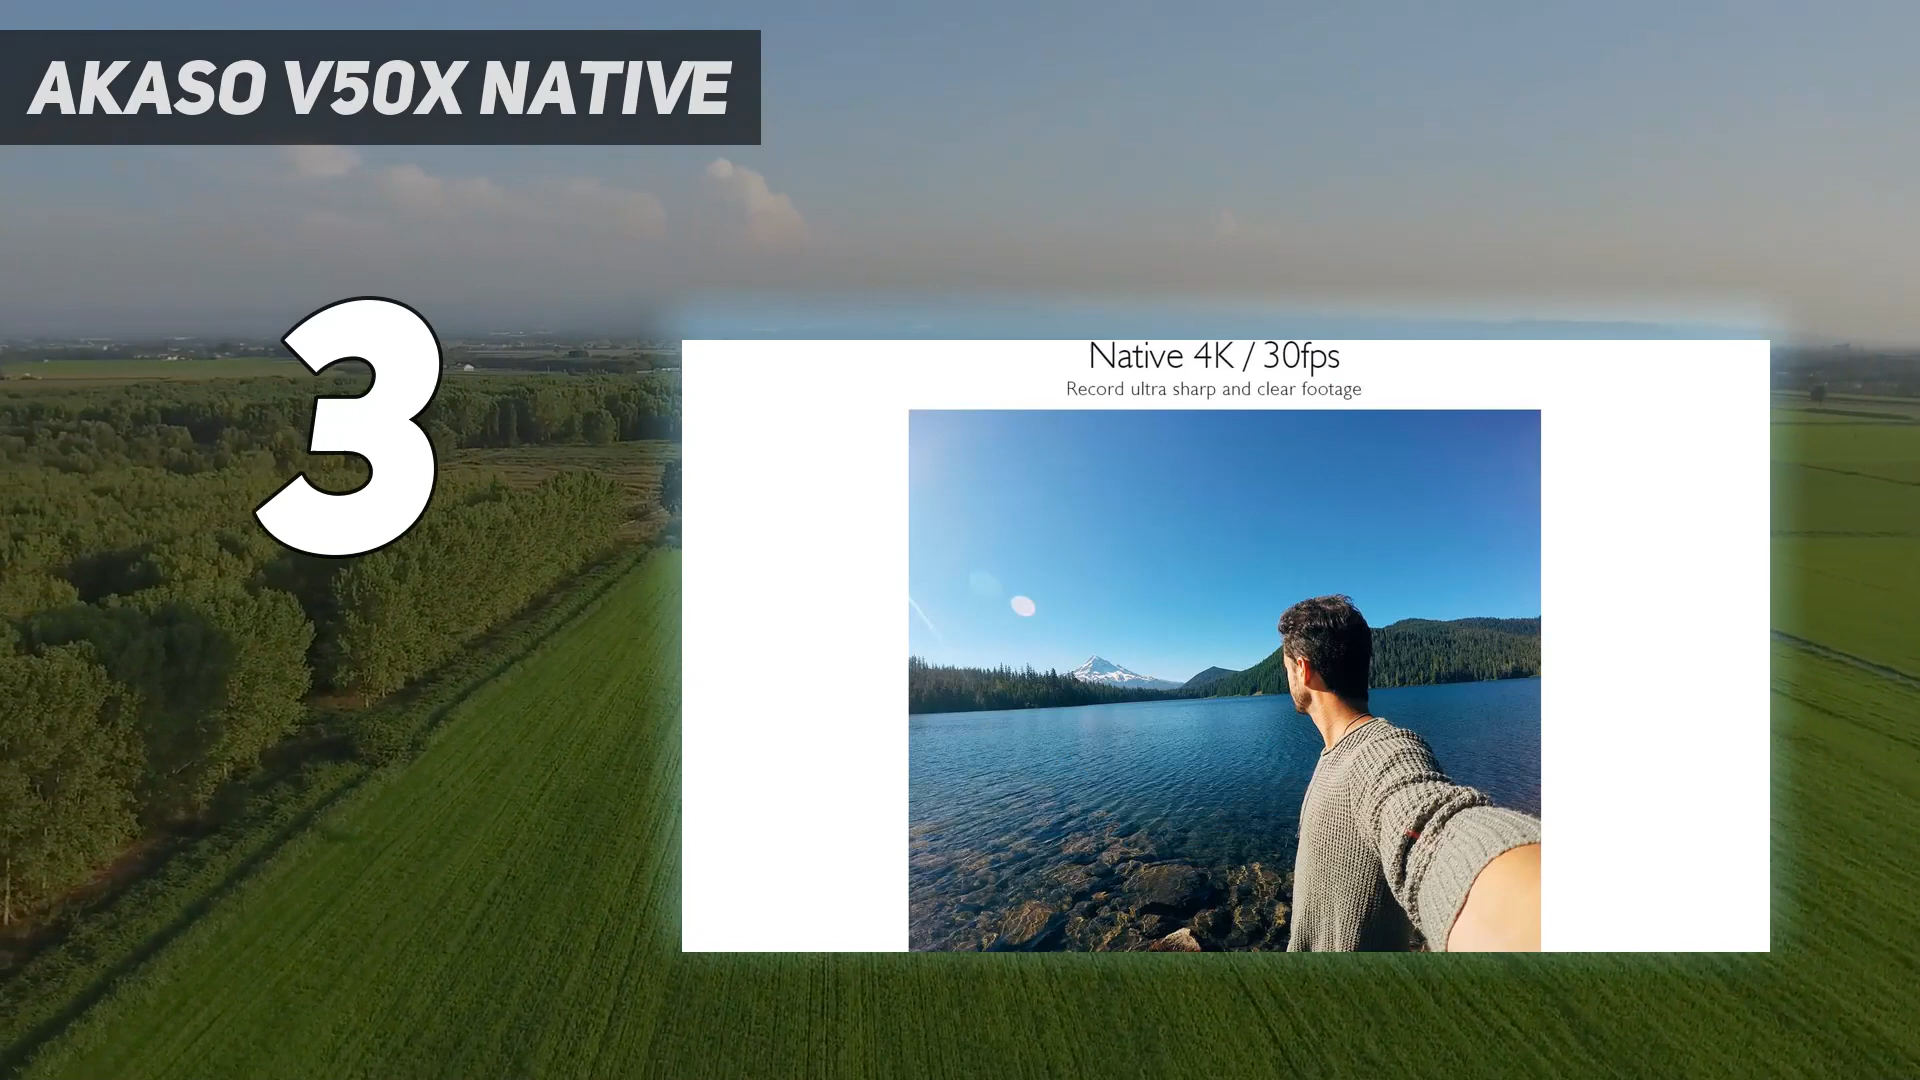 AKASO V50X NATIVE
3
Native 4K / 30fps
Record ultra sharp and clear footage